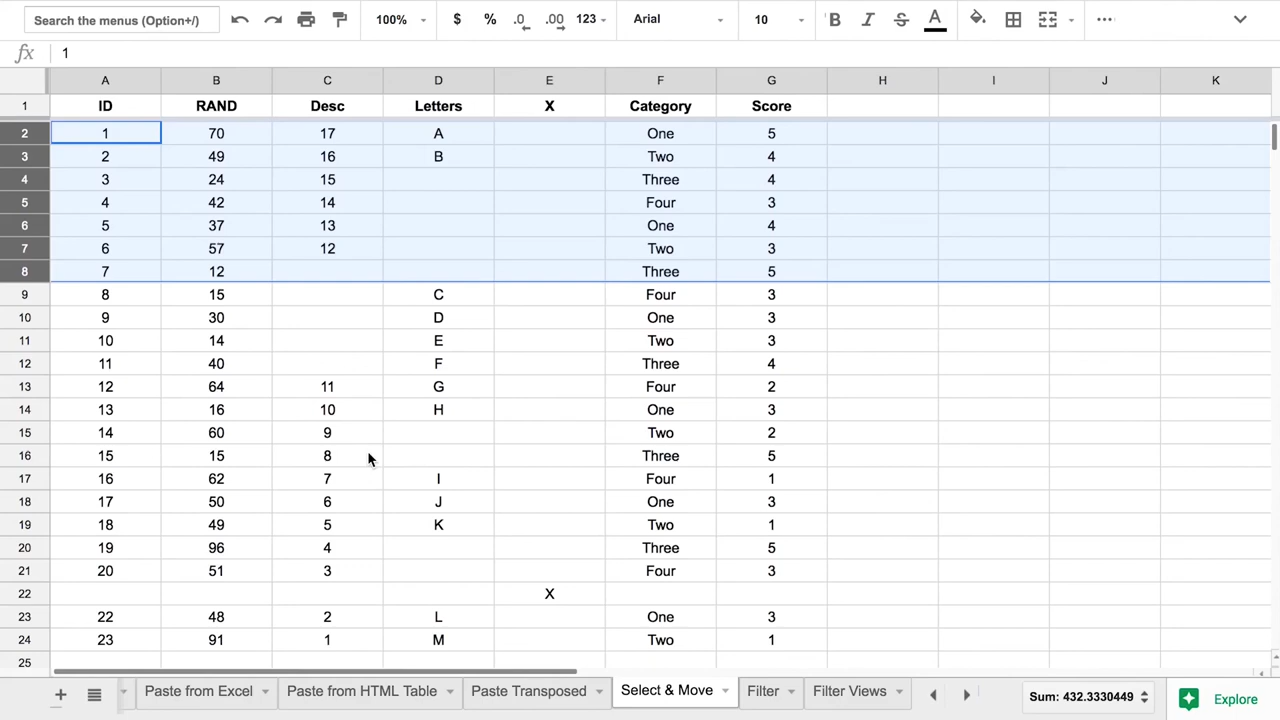 Search the menus (Option+/) 100% $ % .0 .00 123 Arial 10 B I S A
fx 1
A B C D E F G H I J K
1 ID RAND Desc Letters X Category Score
2 1 70 17 A One 5
3 2 49 16 B Two 4
4 3 24 15 Three 4
5 4 42 14 Four 3
6 5 37 13 One 4
7 6 57 12 Two 3
8 7 12 Three 5
9 8 15 C Four 3
10 9 30 D One 3
11 10 14 E Two 3
12 11 40 F Three 4
13 12 64 11 G Four 2
14 13 16 10 H One 3
15 14 60 9 Two 2
16 15 15 8 Three 5
17 16 62 7 I Four 1
18 17 50 6 J One 3
19 18 49 5 K Two 1
20 19 96 4 Three 5
21 20 51 3 Four 3
22 X
23 22 48 2 L One 3
24 23 91 1 M Two 1
25
Paste from Excel Paste from HTML Table Paste Transposed Select & Move Filter Filter Views Sum: 432.3330449 Explore